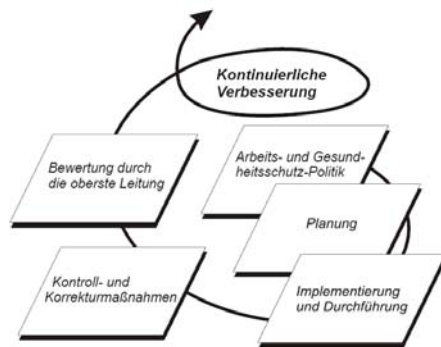 Kontinuierliche
Verbesserung
Bewertung durch
die oberste Leitung
Arbeits- und Gesund-
heitsschutz-Politik
Planung
Kontroll- und
Korrekturmaßnahmen
Implementierung
und Durchführung